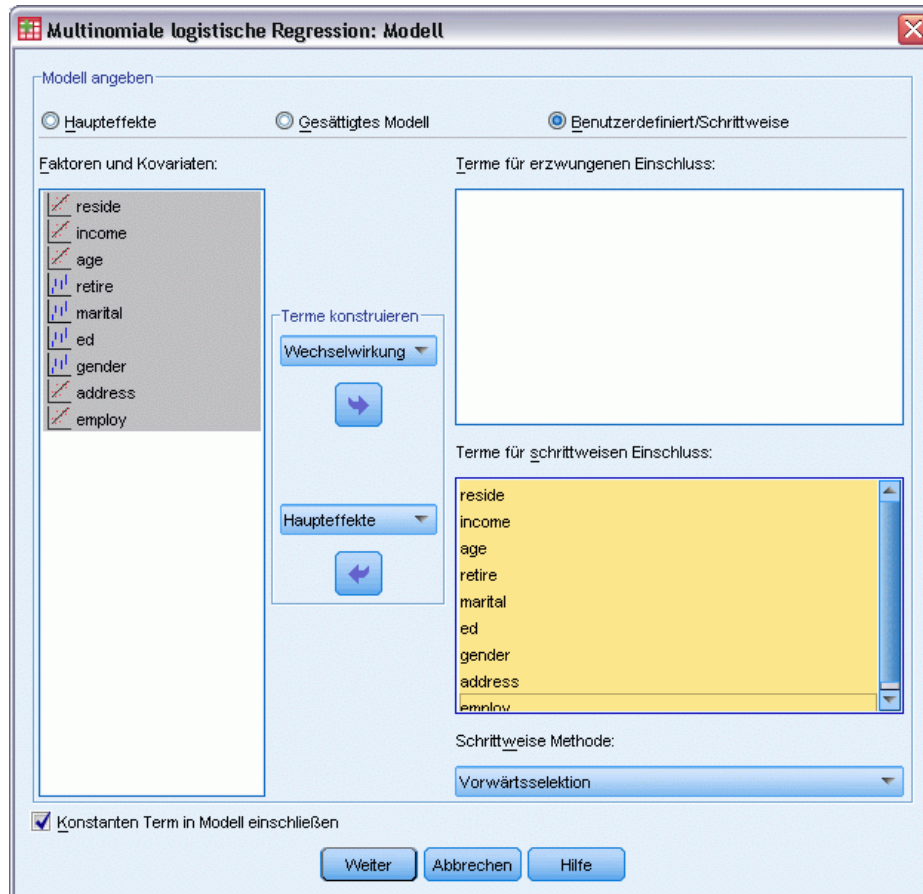 Multinomiale logistische Regression: Modell
Modell angeben
Haupteffekte
Gesättigtes Modell
Benutzerdefiniert/Schrittweise
Faktoren und Kovariaten:
reside
income
age
retire
marital
ed
gender
address
employ
Terme konstruieren
Wechselwirkung
Haupteffekte
Terme für erzwungenen Einschluss:
Terme für schrittweisen Einschluss:
reside
income
age
retire
marital
ed
gender
address
employ
Schrittweise Methode:
Vorwärtsselektion
Konstanten Term in Modell einschließen
Weiter
Abbrechen
Hilfe